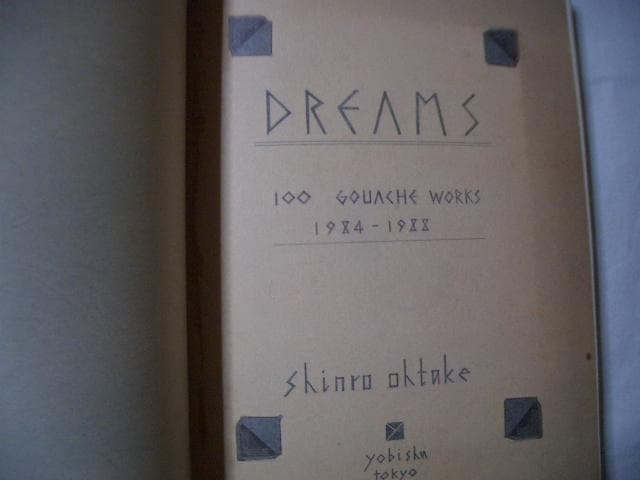 DREAMS
100 GOUACHE WORKS
1984-1988
shinro ohtake
yobisha
tokyo